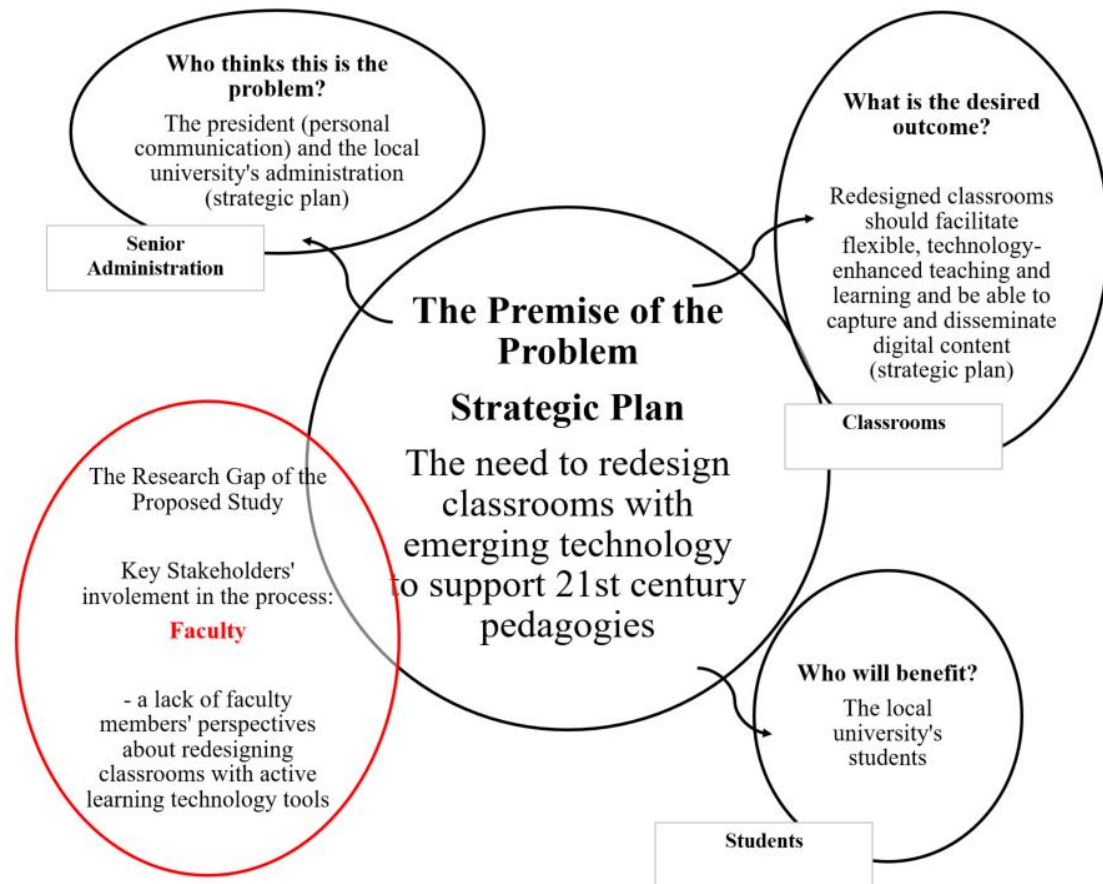 Who thinks this is the
problem?
The president (personal
communication) and the local
university's administration
(strategic plan)
Senior
Administration
What is the desired
outcome?
Redesigned classrooms
should facilitate
flexible, technology-
enhanced teaching and
learning and be able to
capture and disseminate
digital content
(strategic plan)
Classrooms
The Premise of the
Problem
Strategic Plan
The need to redesign
classrooms with
emerging technology
to support 21st century
pedagogies
The Research Gap of the
Proposed Study
Key Stakeholders'
involement in the process:
Faculty
- a lack of faculty
members' perspectives
about redesigning
classrooms with active
learning technology tools
Who will benefit?
The local
university's
students
Students